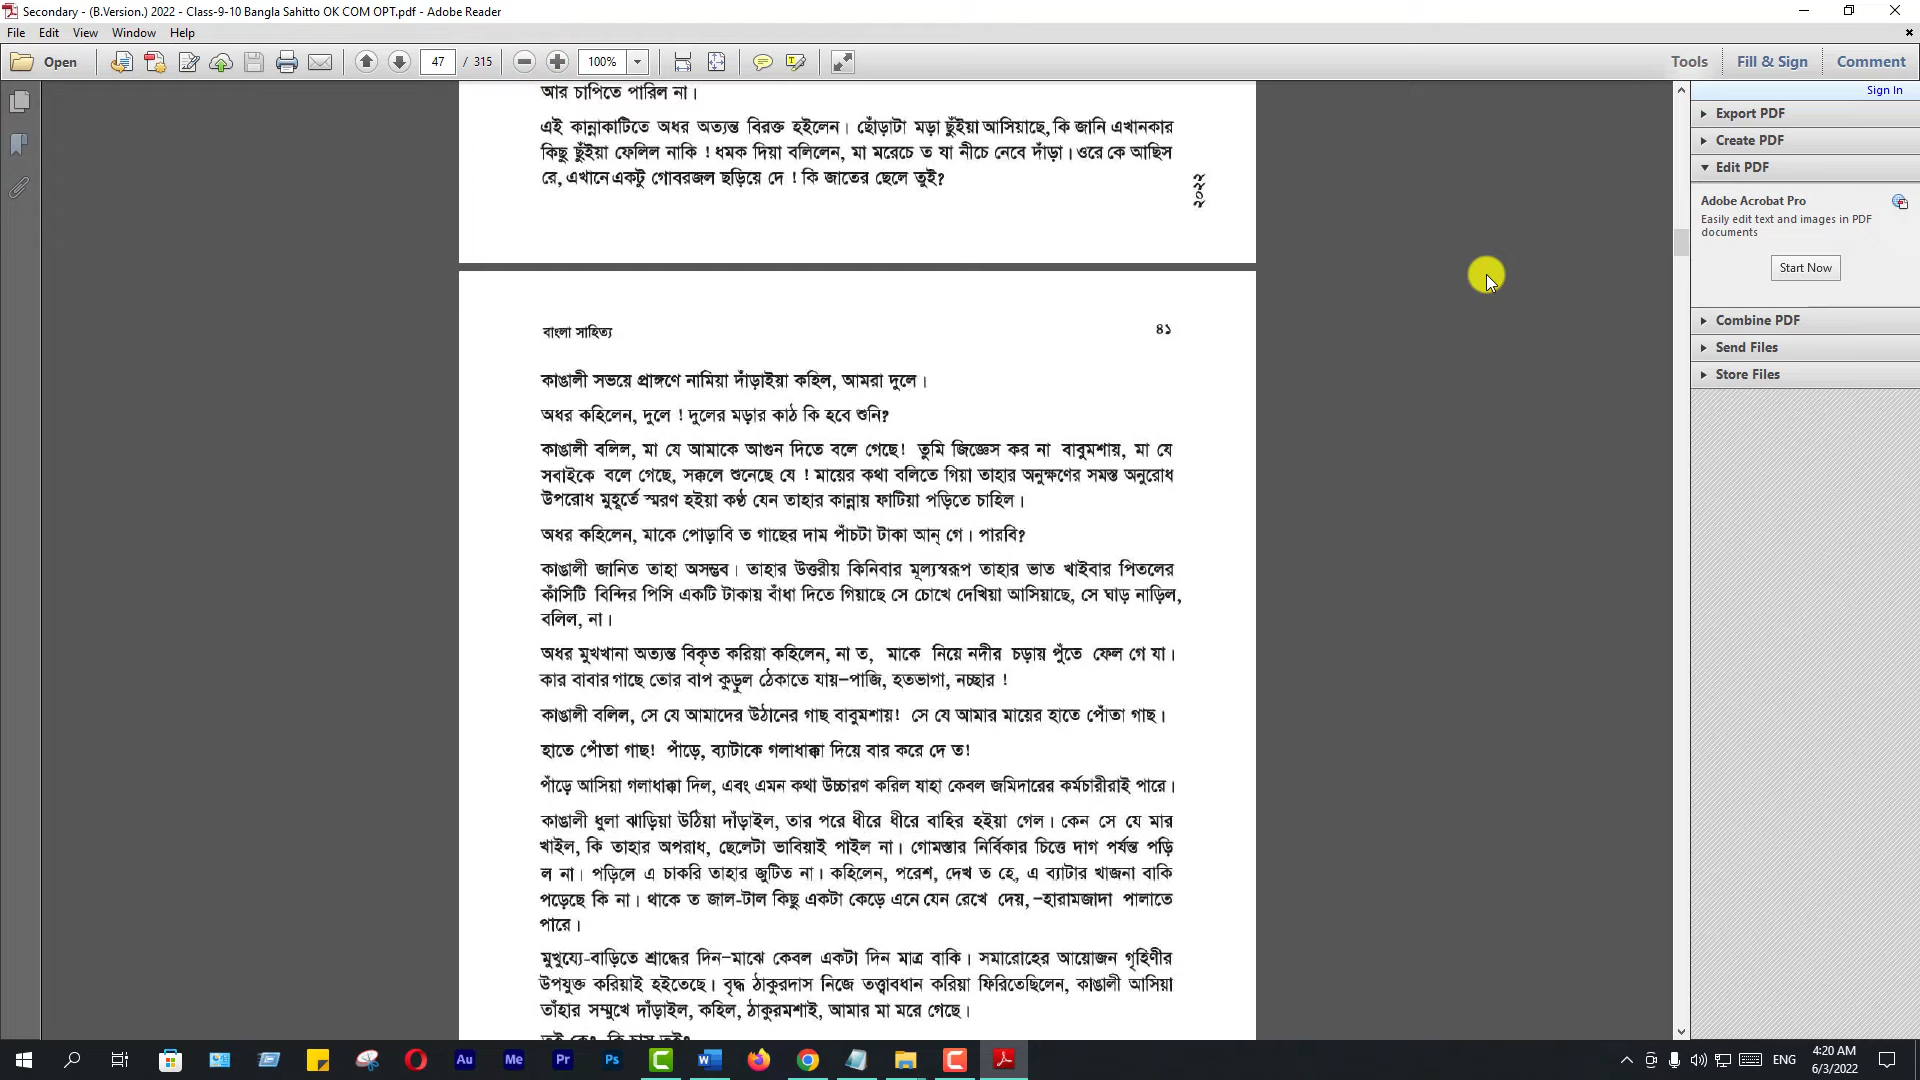 Secondary - (B.Version.) 2022 - Class-9-10 Bangla Sahitto OK COM OPT.pdf - Adobe Reader
File Edit View Window Help
Open 47 / 315 100% Tools Fill & Sign Comment
Sign In
Export PDF
Create PDF
Edit PDF
Adobe Acrobat Pro
Easily edit text and images in PDF
documents
Start Now
Combine PDF
Send Files
Store Files
আর চাপিতে পারিল না।
এই কান্নাকাটিতে অধর অত্যন্ত বিরক্ত হইলেন। ছোঁড়াটা মড়া ছুঁইয়া আসিয়াছে, কি জানি এখানকার
কিছু ছুঁইয়া ফেলিল নাকি ! ধমক দিয়া বলিলেন, মা মরেচে ত যা নীচে নেবে দাঁড়া। ওরে কে আছিস
রে, এখানে একটু গোবরজল ছড়িয়ে দে ! কি জাতের ছেলে তুই?
২০২২
বাংলা সাহিত্য ৪১
কাঙালী সভয়ে প্রাঙ্গণে নামিয়া দাঁড়াইয়া কহিল, আমরা দুলে।
অধর কহিলেন, দুলে ! দুলের মড়ার কাঠ কি হবে শুনি?
কাঙালী বলিল, মা যে আমাকে আগুন দিতে বলে গেছে! তুমি জিজ্ঞেস কর না বাবুমশায়, মা যে
সবাইকে বলে গেছে, সক্কলে শুনেছে যে ! মায়ের কথা বলিতে গিয়া তাহার অনুক্ষণের সমস্ত অনুরোধ
উপরোধ মুহূর্তে স্মরণ হইয়া কণ্ঠ যেন তাহার কান্নায় ফাটিয়া পড়িতে চাহিল।
অধর কহিলেন, মাকে পোড়াবি ত গাছের দাম পাঁচটা টাকা আন্ গে। পারবি?
কাঙালী জানিত তাহা অসম্ভব। তাহার উত্তরীয় কিনিবার মূল্যস্বরূপ তাহার ভাত খাইবার পিতলের
কাঁসিটি বিন্দির পিসি একটি টাকায় বাঁধা দিতে গিয়াছে সে চোখে দেখিয়া আসিয়াছে, সে ঘাড় নাড়িল,
বলিল, না।
অধর মুখখানা অত্যন্ত বিকৃত করিয়া কহিলেন, না ত, মাকে নিয়ে নদীর চড়ায় পুঁতে ফেল গে যা।
কার বাবার গাছে তোর বাপ কুড়ুল ঠেকাতে যায়–পাজি, হতভাগা, নচ্ছার !
কাঙালী বলিল, সে যে আমাদের উঠানের গাছ বাবুমশায়! সে যে আমার মায়ের হাতে পোঁতা গাছ।
হাতে পোঁতা গাছ! পাঁড়ে, ব্যাটাকে গলাধাক্কা দিয়ে বার করে দে ত!
পাঁড়ে আসিয়া গলাধাক্কা দিল, এবং এমন কথা উচ্চারণ করিল যাহা কেবল জমিদারের কর্মচারীরাই পারে।
কাঙালী ধুলা ঝাড়িয়া উঠিয়া দাঁড়াইল, তার পরে ধীরে ধীরে বাহির হইয়া গেল। কেন সে যে মার
খাইল, কি তাহার অপরাধ, ছেলেটা ভাবিয়াই পাইল না। গোমস্তার নির্বিকার চিত্তে দাগ পর্যন্ত পড়ি
ল না। পড়িলে এ চাকরি তাহার জুটিত না। কহিলেন, পরেশ, দেখ ত হে, এ ব্যাটার খাজনা বাকি
পড়েছে কি না। থাকে ত জাল-টাল কিছু একটা কেড়ে এনে যেন রেখে দেয়, –হারামজাদা পালাতে
পারে।
মুখুয্যে-বাড়িতে শ্রাদ্ধের দিন–মাঝে কেবল একটা দিন মাত্র বাকি। সমারোহের আয়োজন গৃহিণীর
উপযুক্ত করিয়াই হইতেছে। বৃদ্ধ ঠাকুরদাস নিজে তত্ত্বাবধান করিয়া ফিরিতেছিলেন, কাঙালী আসিয়া
তাঁহার সম্মুখে দাঁড়াইল, কহিল, ঠাকুরমশাই, আমার মা মরে গেছে।
তুই কে? কি চাস তুই?
Au Me Pr Ps ENG 4:20 AM
6/3/2022